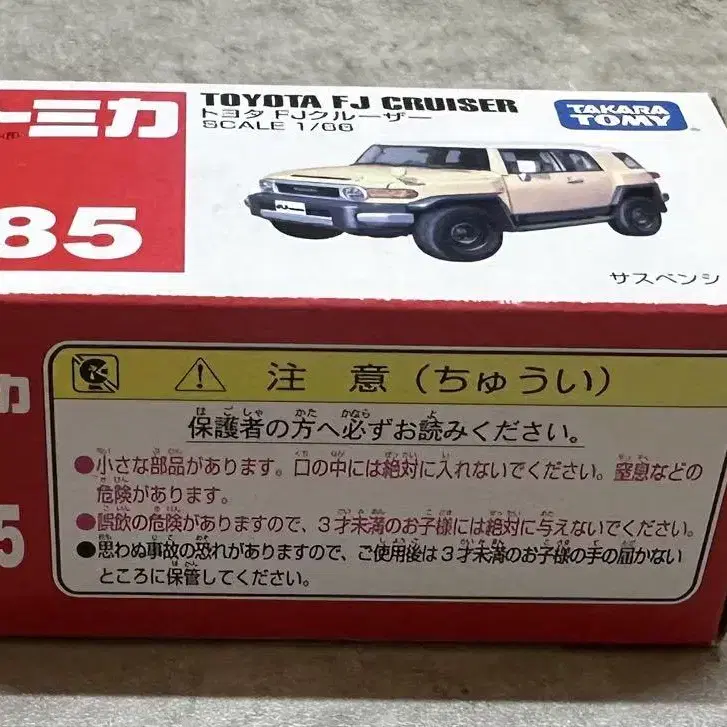 トミカ
85
TOYOTA FJ CRUISER
トヨタ FJクルーザー
SCALE 1/66
TAKARA
TOMY
サスペンシ
カ
5
注 意 (ちゅうい)
保護者の方へ必ずお読みください。
●小さな部品があります。口の中には絶対に入れないでください。窒息などの
危険があります。
●誤飲の危険がありますので、3才未満のお子様には絶対に与えないでください。
●思わぬ事故の恐れがありますので、ご使用後は3才未満のお子様の手の届かない
ところに保管してください。